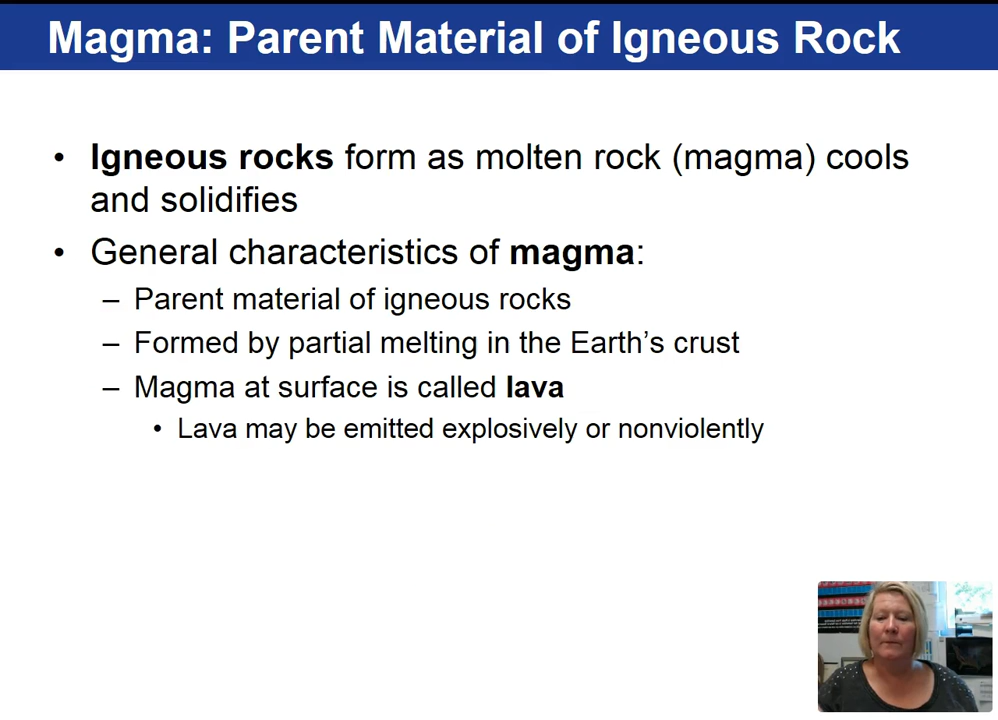 Magma: Parent Material of Igneous Rock
• Igneous rocks form as molten rock (magma) cools
and solidifies
• General characteristics of magma:
– Parent material of igneous rocks
– Formed by partial melting in the Earth’s crust
– Magma at surface is called lava
• Lava may be emitted explosively or nonviolently